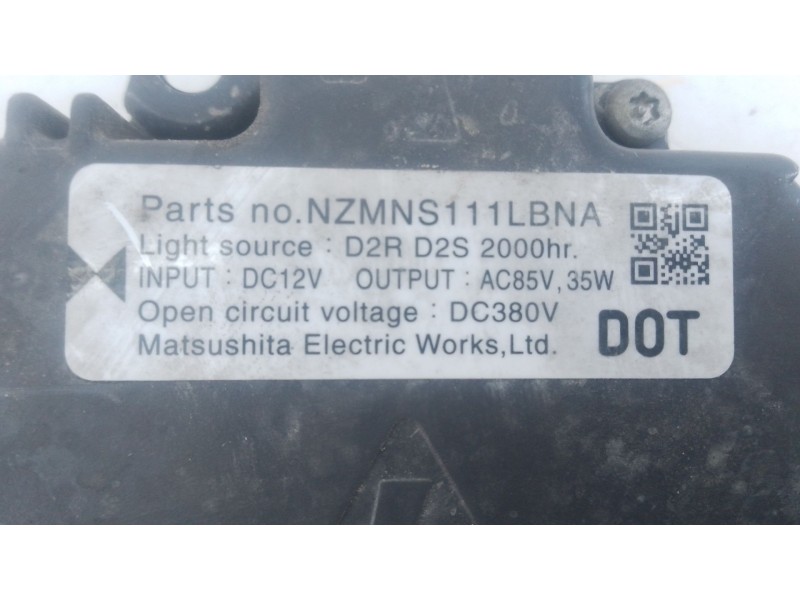 Parts no.NZMNS111LBNA
Light source : D2R D2S 2000hr.
INPUT : DC12V OUTPUT : AC85V,35W
Open circuit voltage : DC380V
Matsushita Electric Works,Ltd.
DOT